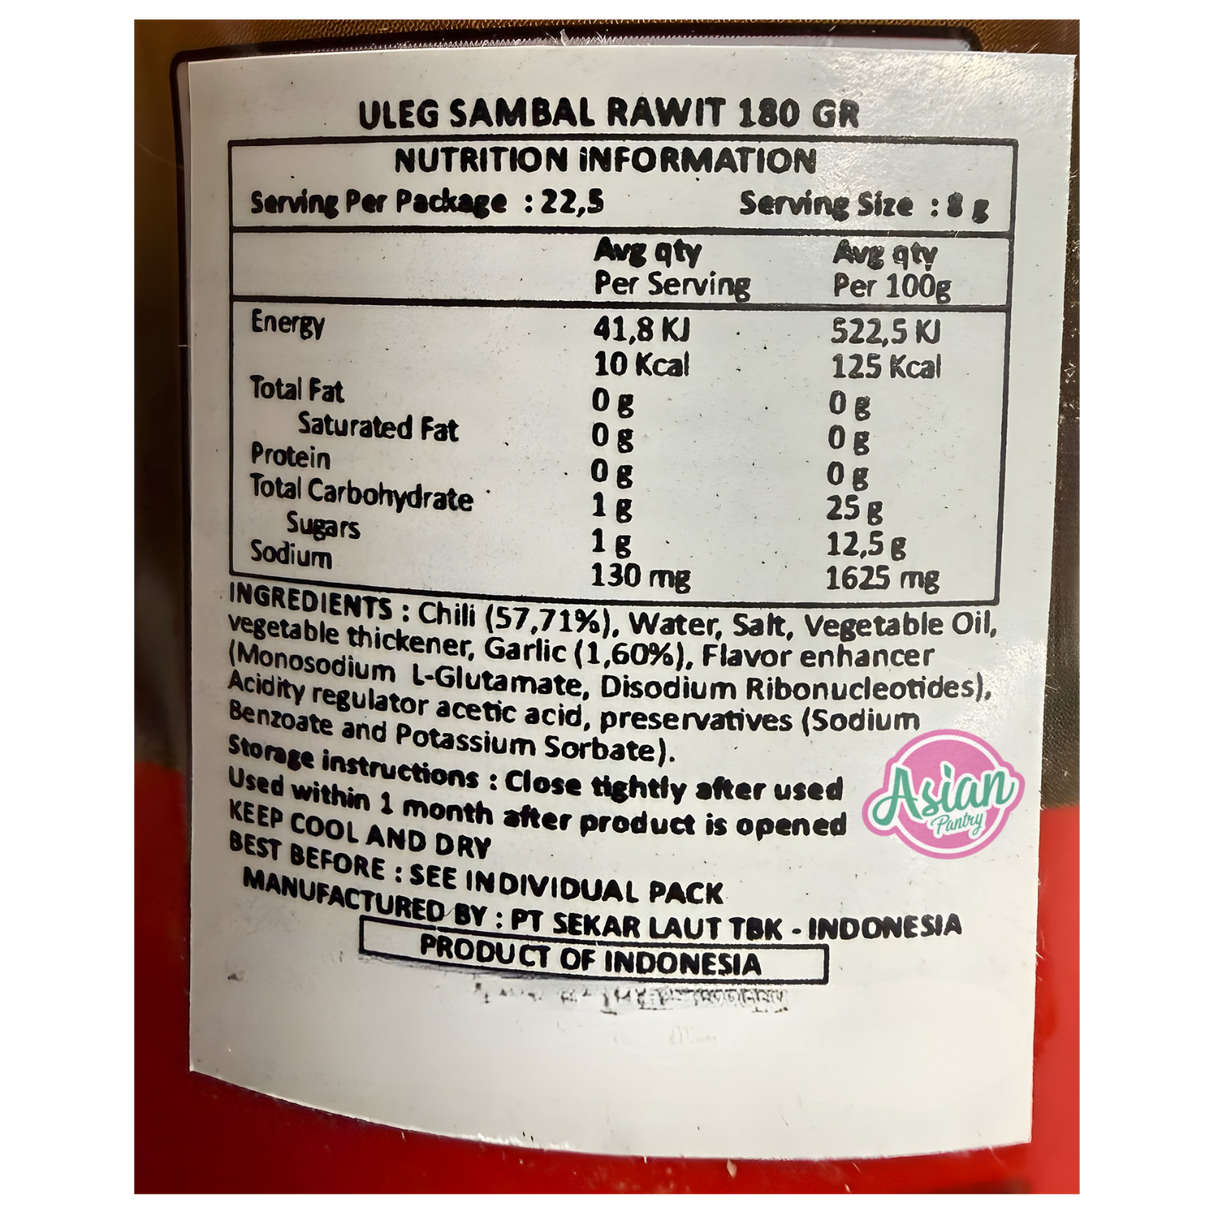 ULEG SAMBAL RAWIT 180 GR
NUTRITION iNFORMATION
Serving Per Package : 22,5 Serving Size : 8 g
Avg qty Avg qty
Per Serving Per 100g
Energy 41,8 KJ 522,5 KJ
10 Kcal 125 Kcal
Total Fat 0 g 0 g
Saturated Fat 0 g 0 g
Protein 0 g 0 g
Total Carbohydrate 1 g 25 g
Sugars 1 g 12,5 g
Sodium 130 mg 1625 mg
INGREDIENTS : Chili (57,71%), Water, Salt, Vegetable Oil,
vegetable thickener, Garlic (1,60%), Flavor enhancer
(Monosodium L-Glutamate, Disodium Ribonucleotides),
Acidity regulator acetic acid, preservatives (Sodium
Benzoate and Potassium Sorbate).
Storage instructions : Close tightly after used
Used within 1 month after product is opened
KEEP COOL AND DRY
BEST BEFORE : SEE INDIVIDUAL PACK
MANUFACTURED BY : PT SEKAR LAUT TBK - INDONESIA
PRODUCT OF INDONESIA
Asian
Pantry